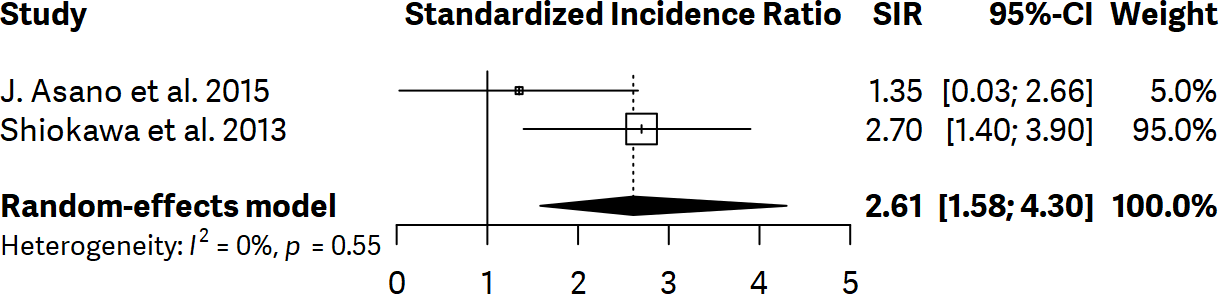 Study Standardized Incidence Ratio SIR 95%-CI Weight
J. Asano et al. 2015 1.35 [0.03; 2.66] 5.0%
Shiokawa et al. 2013 2.70 [1.40; 3.90] 95.0%
Random-effects model 2.61 [1.58; 4.30] 100.0%
Heterogeneity: I² = 0%, p = 0.55
0 1 2 3 4 5